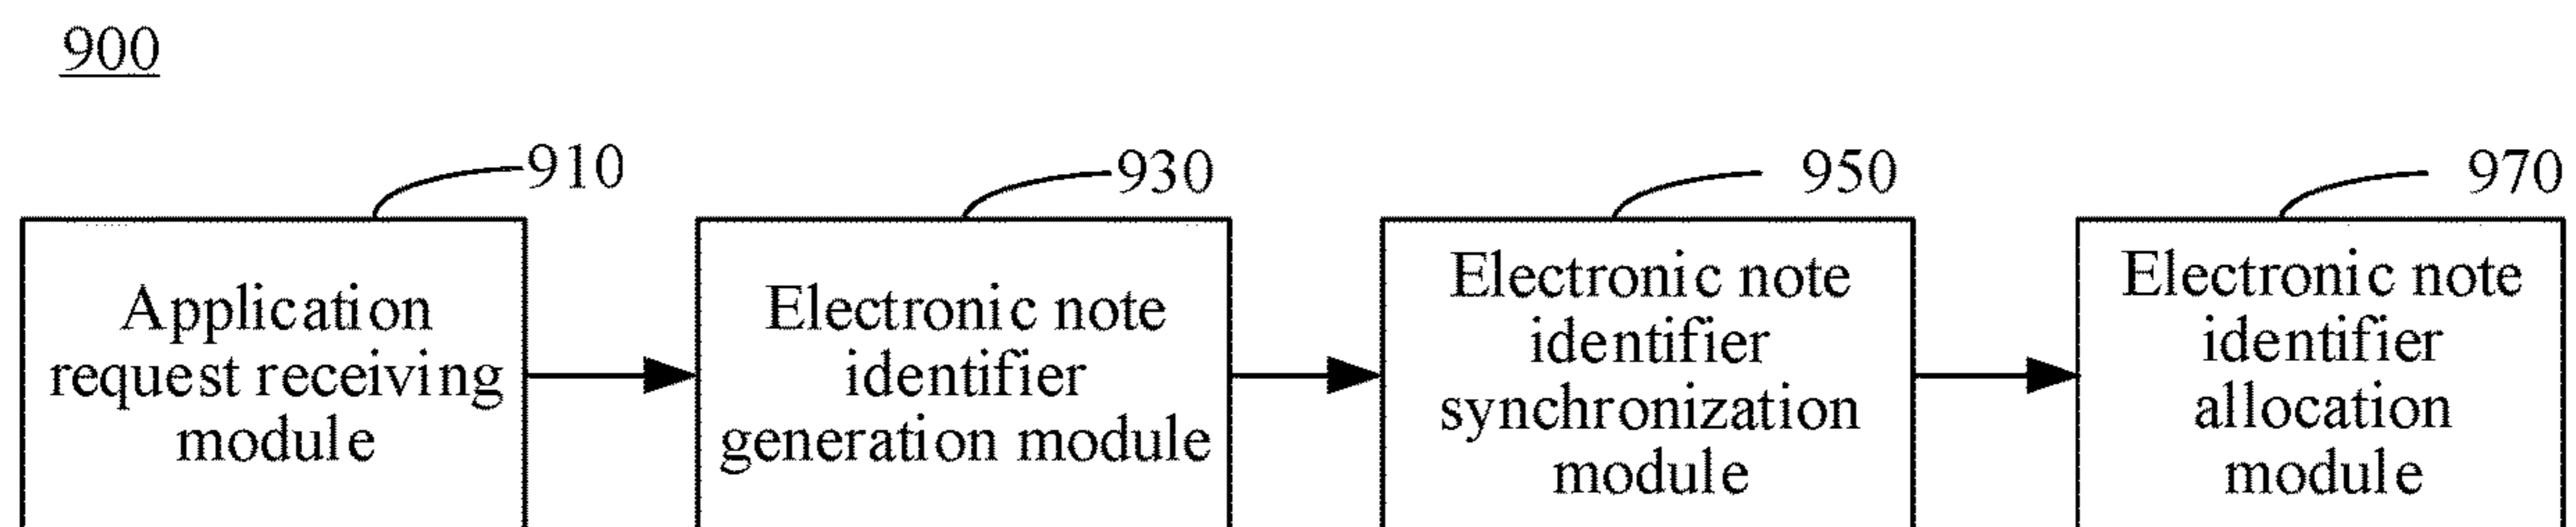 900
910
930
950
970
Application
request receiving
module
Electronic note
identifier
generation module
Electronic note
identifier
synchronization
module
Electronic note
identifier
allocation
module